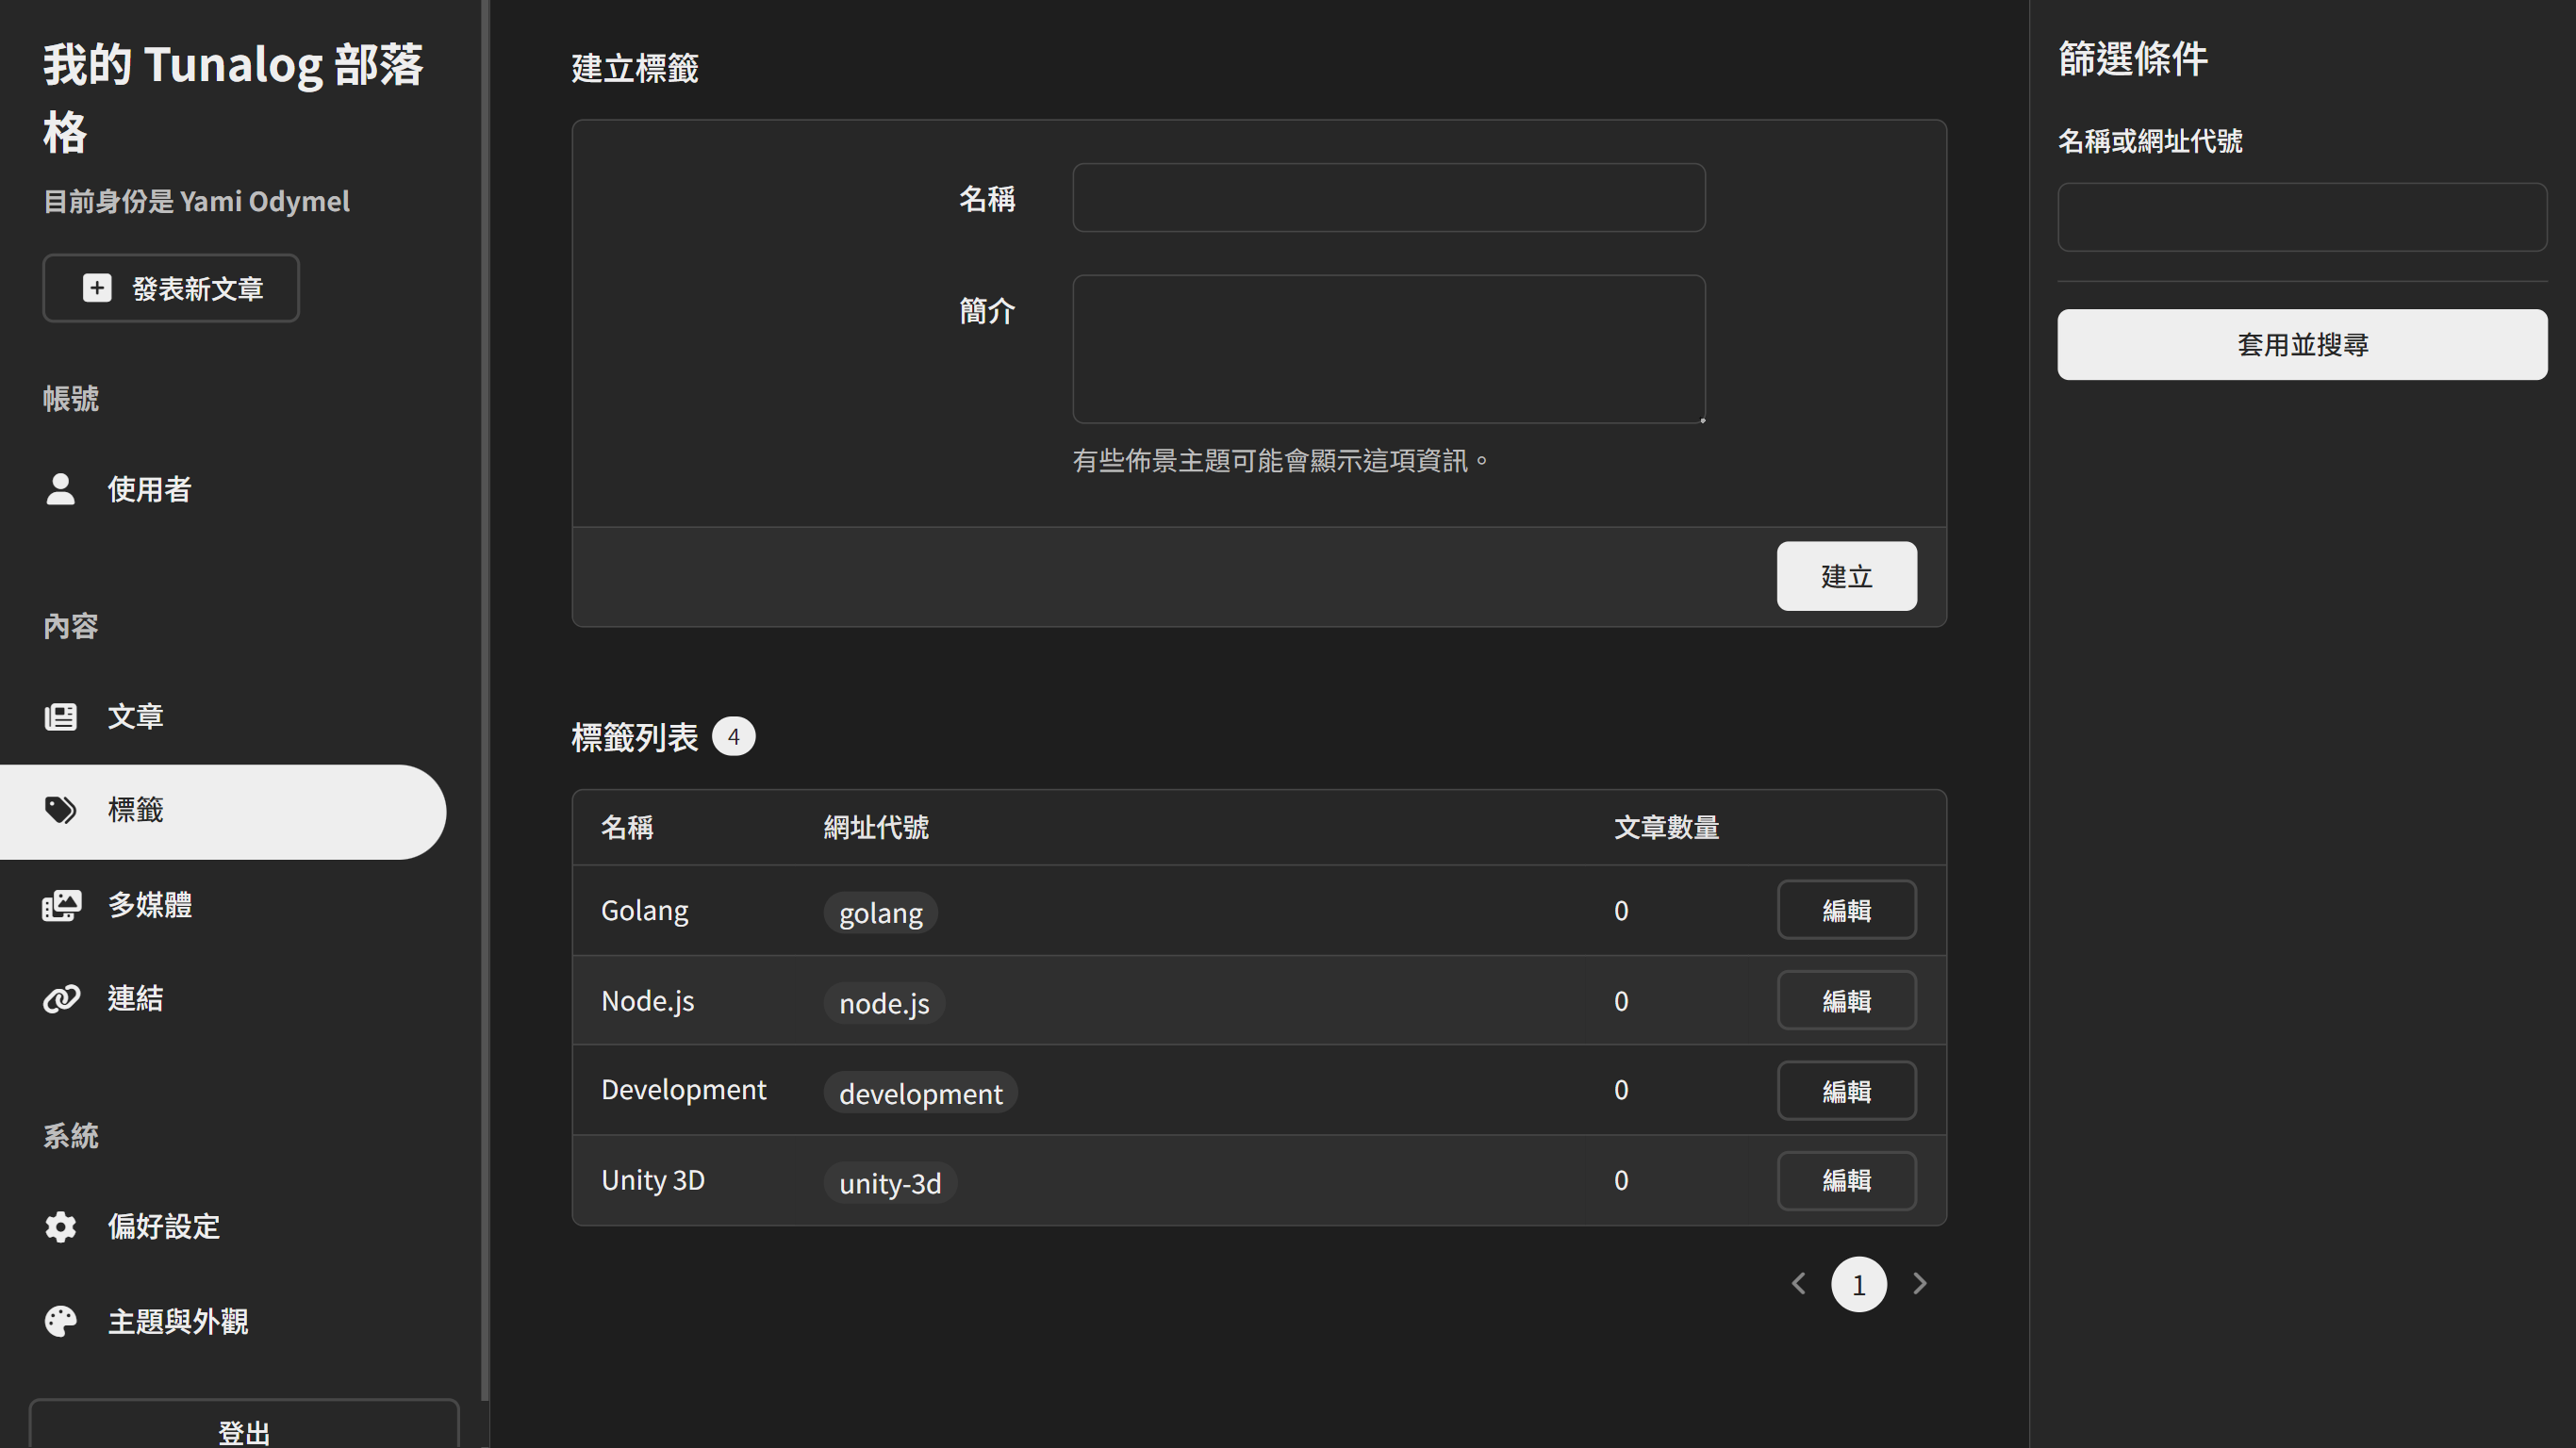 我的 Tunalog 部落
格
目前身份是 Yami Odymel
發表新文章
帳號
使用者
內容
文章
標籤
多媒體
連結
系統
偏好設定
主題與外觀
登出
建立標籤
名稱
簡介
有些佈景主題可能會顯示這項資訊。
建立
標籤列表 4
名稱 網址代號 文章數量
Golang golang 0 編輯
Node.js node.js 0 編輯
Development development 0 編輯
Unity 3D unity-3d 0 編輯
1
篩選條件
名稱或網址代號
套用並搜尋